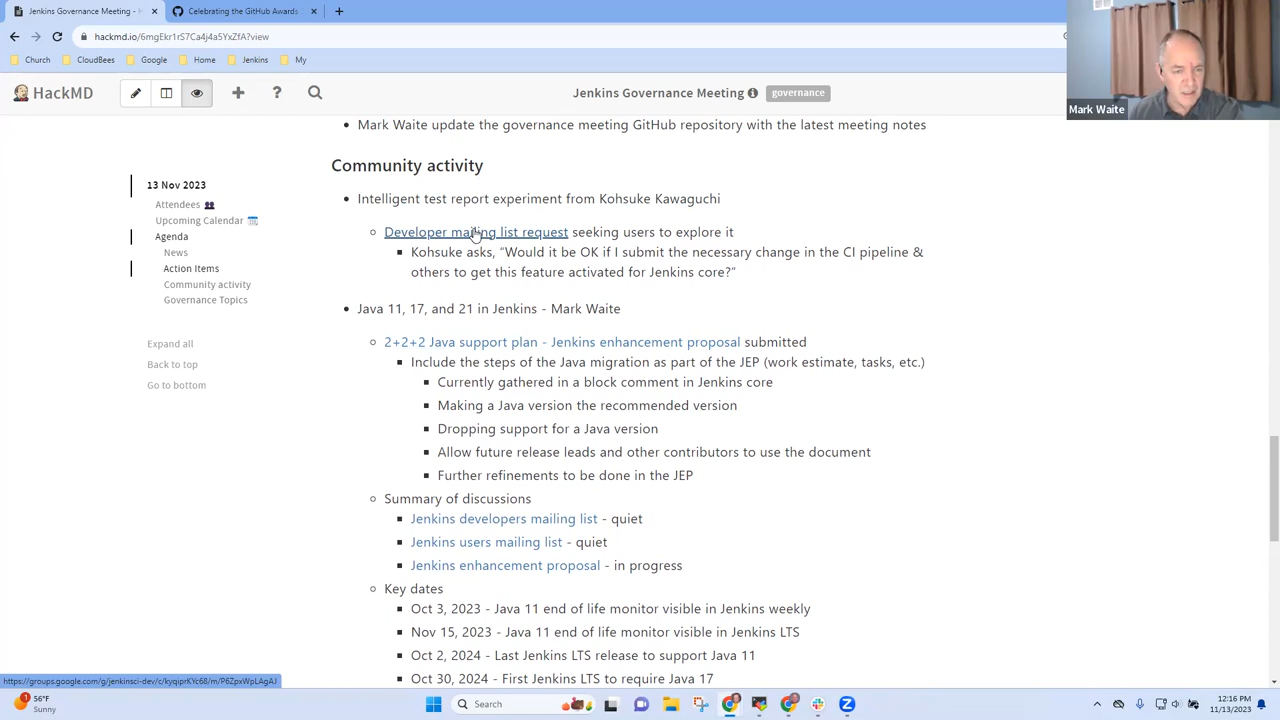 Jenkins Governance Meeting - H
Celebrating the GitHub Awards
hackmd.io/6mgEkr1rS7Ca4j4a5YxZfA?view
Church
CloudBees
Google
Home
Jenkins
My
HackMD
Jenkins Governance Meeting
governance
Mark Waite
Mark Waite update the governance meeting GitHub repository with the latest meeting notes
13 Nov 2023
Attendees
Upcoming Calendar
Agenda
News
Action Items
Community activity
Governance Topics
Expand all
Back to top
Go to bottom
Community activity
Intelligent test report experiment from Kohsuke Kawaguchi
Developer mailing list request seeking users to explore it
Kohsuke asks, “Would it be OK if I submit the necessary change in the CI pipeline &
others to get this feature activated for Jenkins core?”
Java 11, 17, and 21 in Jenkins - Mark Waite
2+2+2 Java support plan - Jenkins enhancement proposal submitted
Include the steps of the Java migration as part of the JEP (work estimate, tasks, etc.)
Currently gathered in a block comment in Jenkins core
Making a Java version the recommended version
Dropping support for a Java version
Allow future release leads and other contributors to use the document
Further refinements to be done in the JEP
Summary of discussions
Jenkins developers mailing list - quiet
Jenkins users mailing list - quiet
Jenkins enhancement proposal - in progress
Key dates
Oct 3, 2023 - Java 11 end of life monitor visible in Jenkins weekly
Nov 15, 2023 - Java 11 end of life monitor visible in Jenkins LTS
Oct 2, 2024 - Last Jenkins LTS release to support Java 11
Oct 30, 2024 - First Jenkins LTS to require Java 17
https://groups.google.com/g/jenkinsci-dev/c/kyqiprKYc68/m/P6ZpxWpLAgAJ
1
56°F
Sunny
Search
12:16 PM
11/13/2023